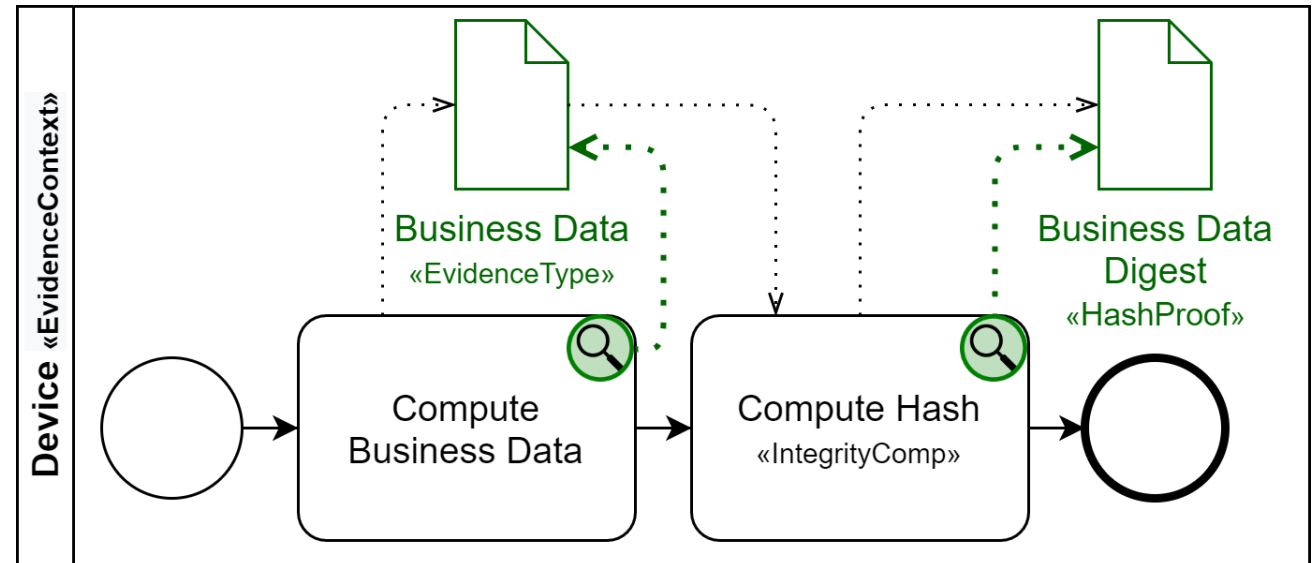 Device «EvidenceContext»
Business Data
«EvidenceType»
Business Data
Digest
«HashProof»
Compute
Business Data
Compute Hash
«IntegrityComp»